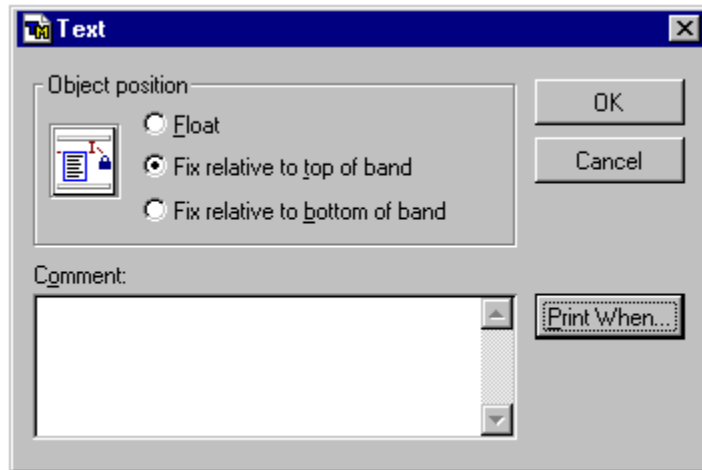 Text
Object position
Float
Fix relative to top of band
Fix relative to bottom of band
OK
Cancel
Comment:
Print When...